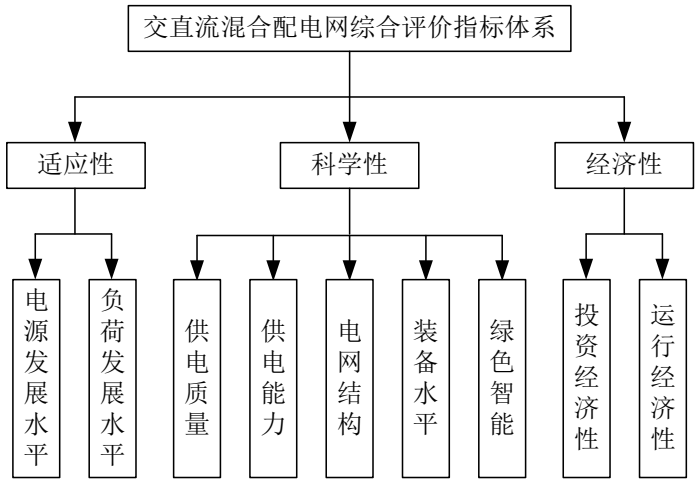 交直流混合配电网综合评价指标体系
适应性
科学性
经济性
电源发展水平
负荷发展水平
供电质量
供电能力
电网结构
装备水平
绿色智能
投资经济性
运行经济性